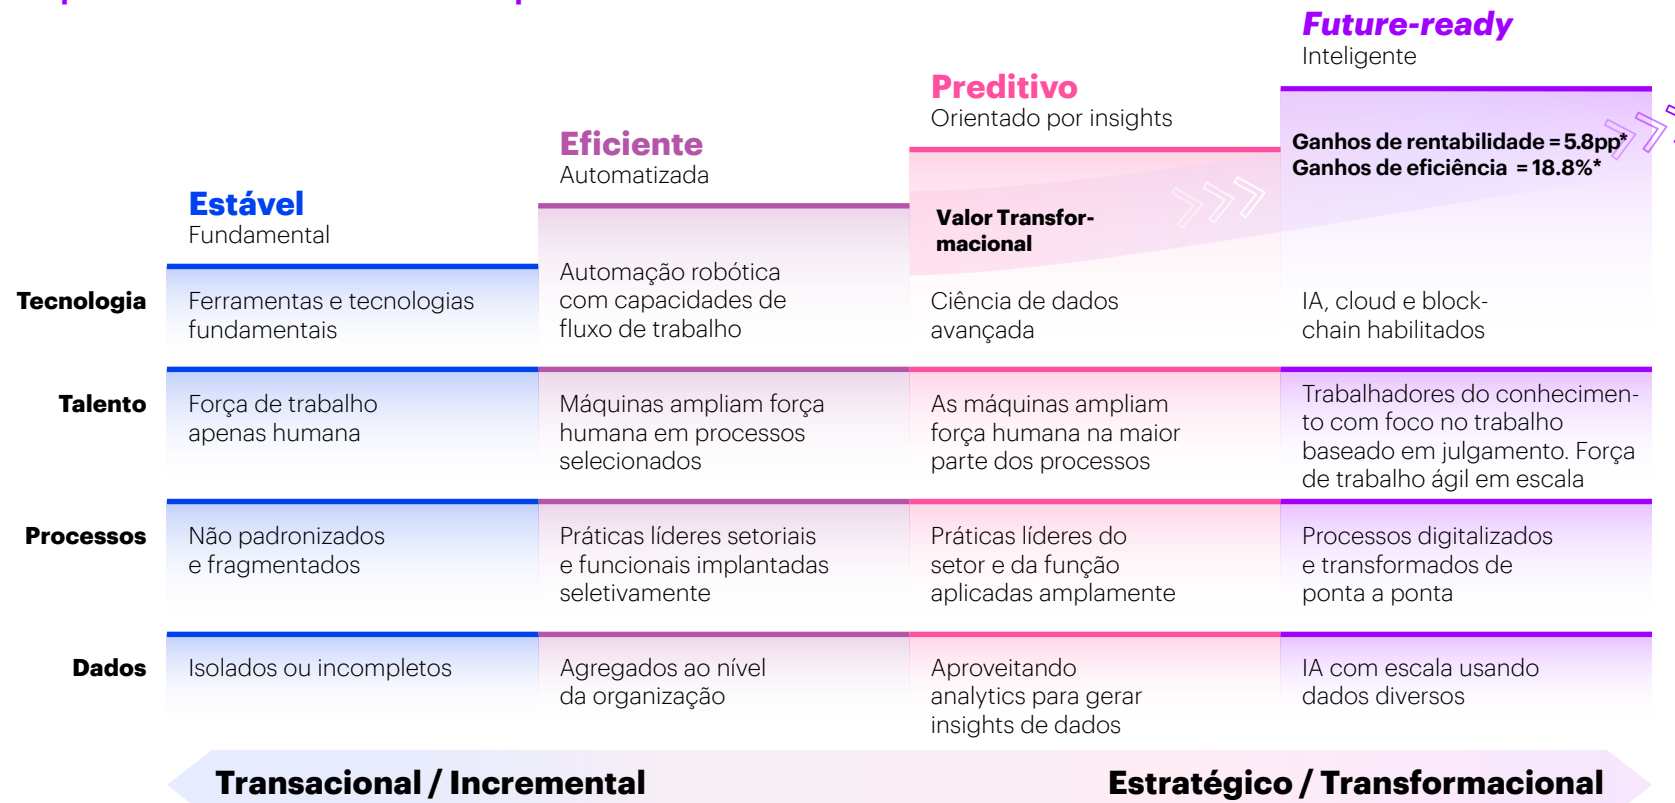 Future-ready
Inteligente
Preditivo
Orientado por insights
Eficiente
Automatizada
Estável
Fundamental
Ganhos de rentabilidade = 5.8pp*
Ganhos de eficiência = 18.8%*
Valor Transfor-
macional
Tecnologia
Ferramentas e tecnologias
fundamentais
Automação robótica
com capacidades de
fluxo de trabalho
Ciência de dados
avançada
IA, cloud e block-
chain habilitados
Talento
Força de trabalho
apenas humana
Máquinas ampliam força
humana em processos
selecionados
As máquinas ampliam
força humana na maior
parte dos processos
Trabalhadores do conhecimen-
to com foco no trabalho
baseado em julgamento. Força
de trabalho ágil em escala
Processos
Não padronizados
e fragmentados
Práticas líderes setoriais
e funcionais implantadas
seletivamente
Práticas líderes do
setor e da função
aplicadas amplamente
Processos digitalizados
e transformados de
ponta a ponta
Dados
Isolados ou incompletos
Agregados ao nível
da organização
Aproveitando
analytics para gerar
insights de dados
IA com escala usando
dados diversos
Transacional / Incremental
Estratégico / Transformacional